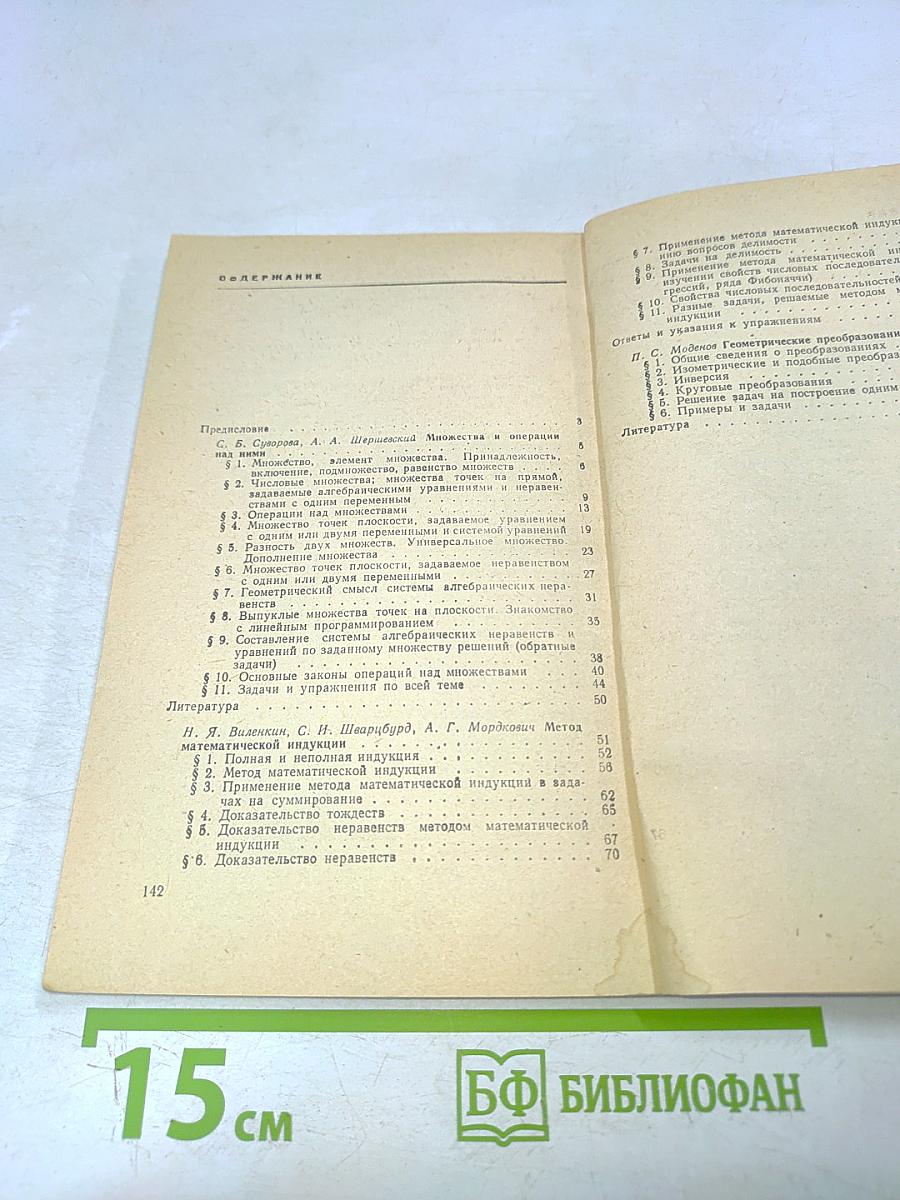 СОДЕРЖАНИЕ
Предисловие . . . 3
С. Б. Суворова, А. А. Шершевский Множества и операции
над ними . . . 5
§ 1. Множество, элемент множества. Принадлежность,
включение, подмножество, равенство множеств . . . 6
§ 2. Числовые множества; множества точек на прямой,
задаваемые алгебраическими уравнениями и неравен-
ствами с одним переменным . . . 9
§ 3. Операции над множествами . . . 13
§ 4. Множество точек плоскости, задаваемое уравнением
с одним или двумя переменными и системой уравнений 19
§ 5. Разность двух множеств. Универсальное множество.
Дополнение множества . . . 23
§ 6. Множество точек плоскости, задаваемое неравенством
с одним или двумя переменными . . . 27
§ 7. Геометрический смысл системы алгебраических нера-
венств . . . 31
§ 8. Выпуклые множества точек на плоскости. Знакомство
с линейным программированием . . . 35
§ 9. Составление системы алгебраических неравенств и
уравнений по заданному множеству решений (обратные
задачи) . . . 38
§ 10. Основные законы операций над множествами . . . 40
§ 11. Задачи и упражнения по всей теме . . . 44
Литература . . . 50
Н. Я. Виленкин, С. И. Шварцбурд, А. Г. Мордкович Метод
математической индукции . . . 51
§ 1. Полная и неполная индукция . . . 52
§ 2. Метод математической индукции . . . 56
§ 3. Применение метода математической индукции в зада-
чах на суммирование . . . 62
§ 4. Доказательство тождеств . . . 65
§ 5. Доказательство неравенств методом математической
индукции . . . 67
§ 6. Доказательство неравенств . . . 70
142
§ 7. Применение метода математической индук
нию вопросов делимости . . .
§ 8. Задачи на делимость . . .
§ 9. Применение метода математической ин
изучении свойств числовых последовател
грессий, ряда Фибоначчи) . . .
§ 10. Свойства числовых последовательностей
§ 11. Разные задачи, решаемые методом м
индукции . . .
Ответы и указания к упражнениям . . .
П. С. Моденов Геометрические преобразовани
§ 1. Общие сведения о преобразованиях . . .
§ 2. Изометрические и подобные преобраз
§ 3. Инверсия . . .
§ 4. Круговые преобразования . . .
§ 5. Решение задач на построение одним
§ 6. Примеры и задачи . . .
Литература . . .
15 см
БФ БИБЛИОФАН